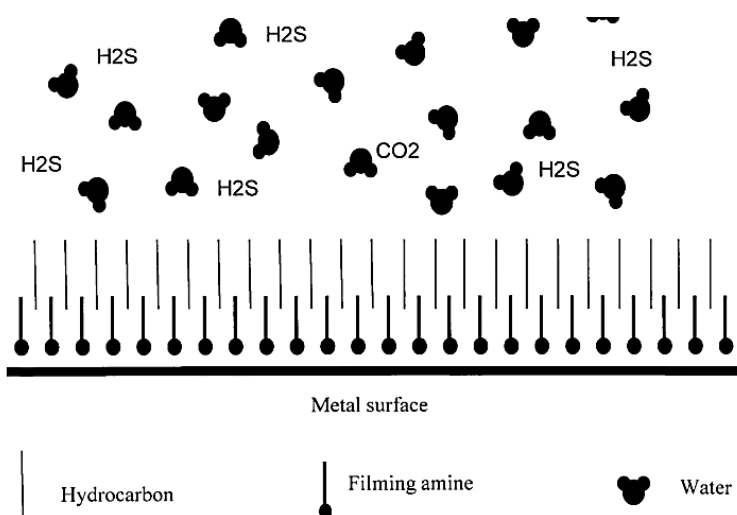 H2S
H2S
H2S
CO2
H2S
H2S
H2S
Metal surface
Hydrocarbon
Filming amine
Water